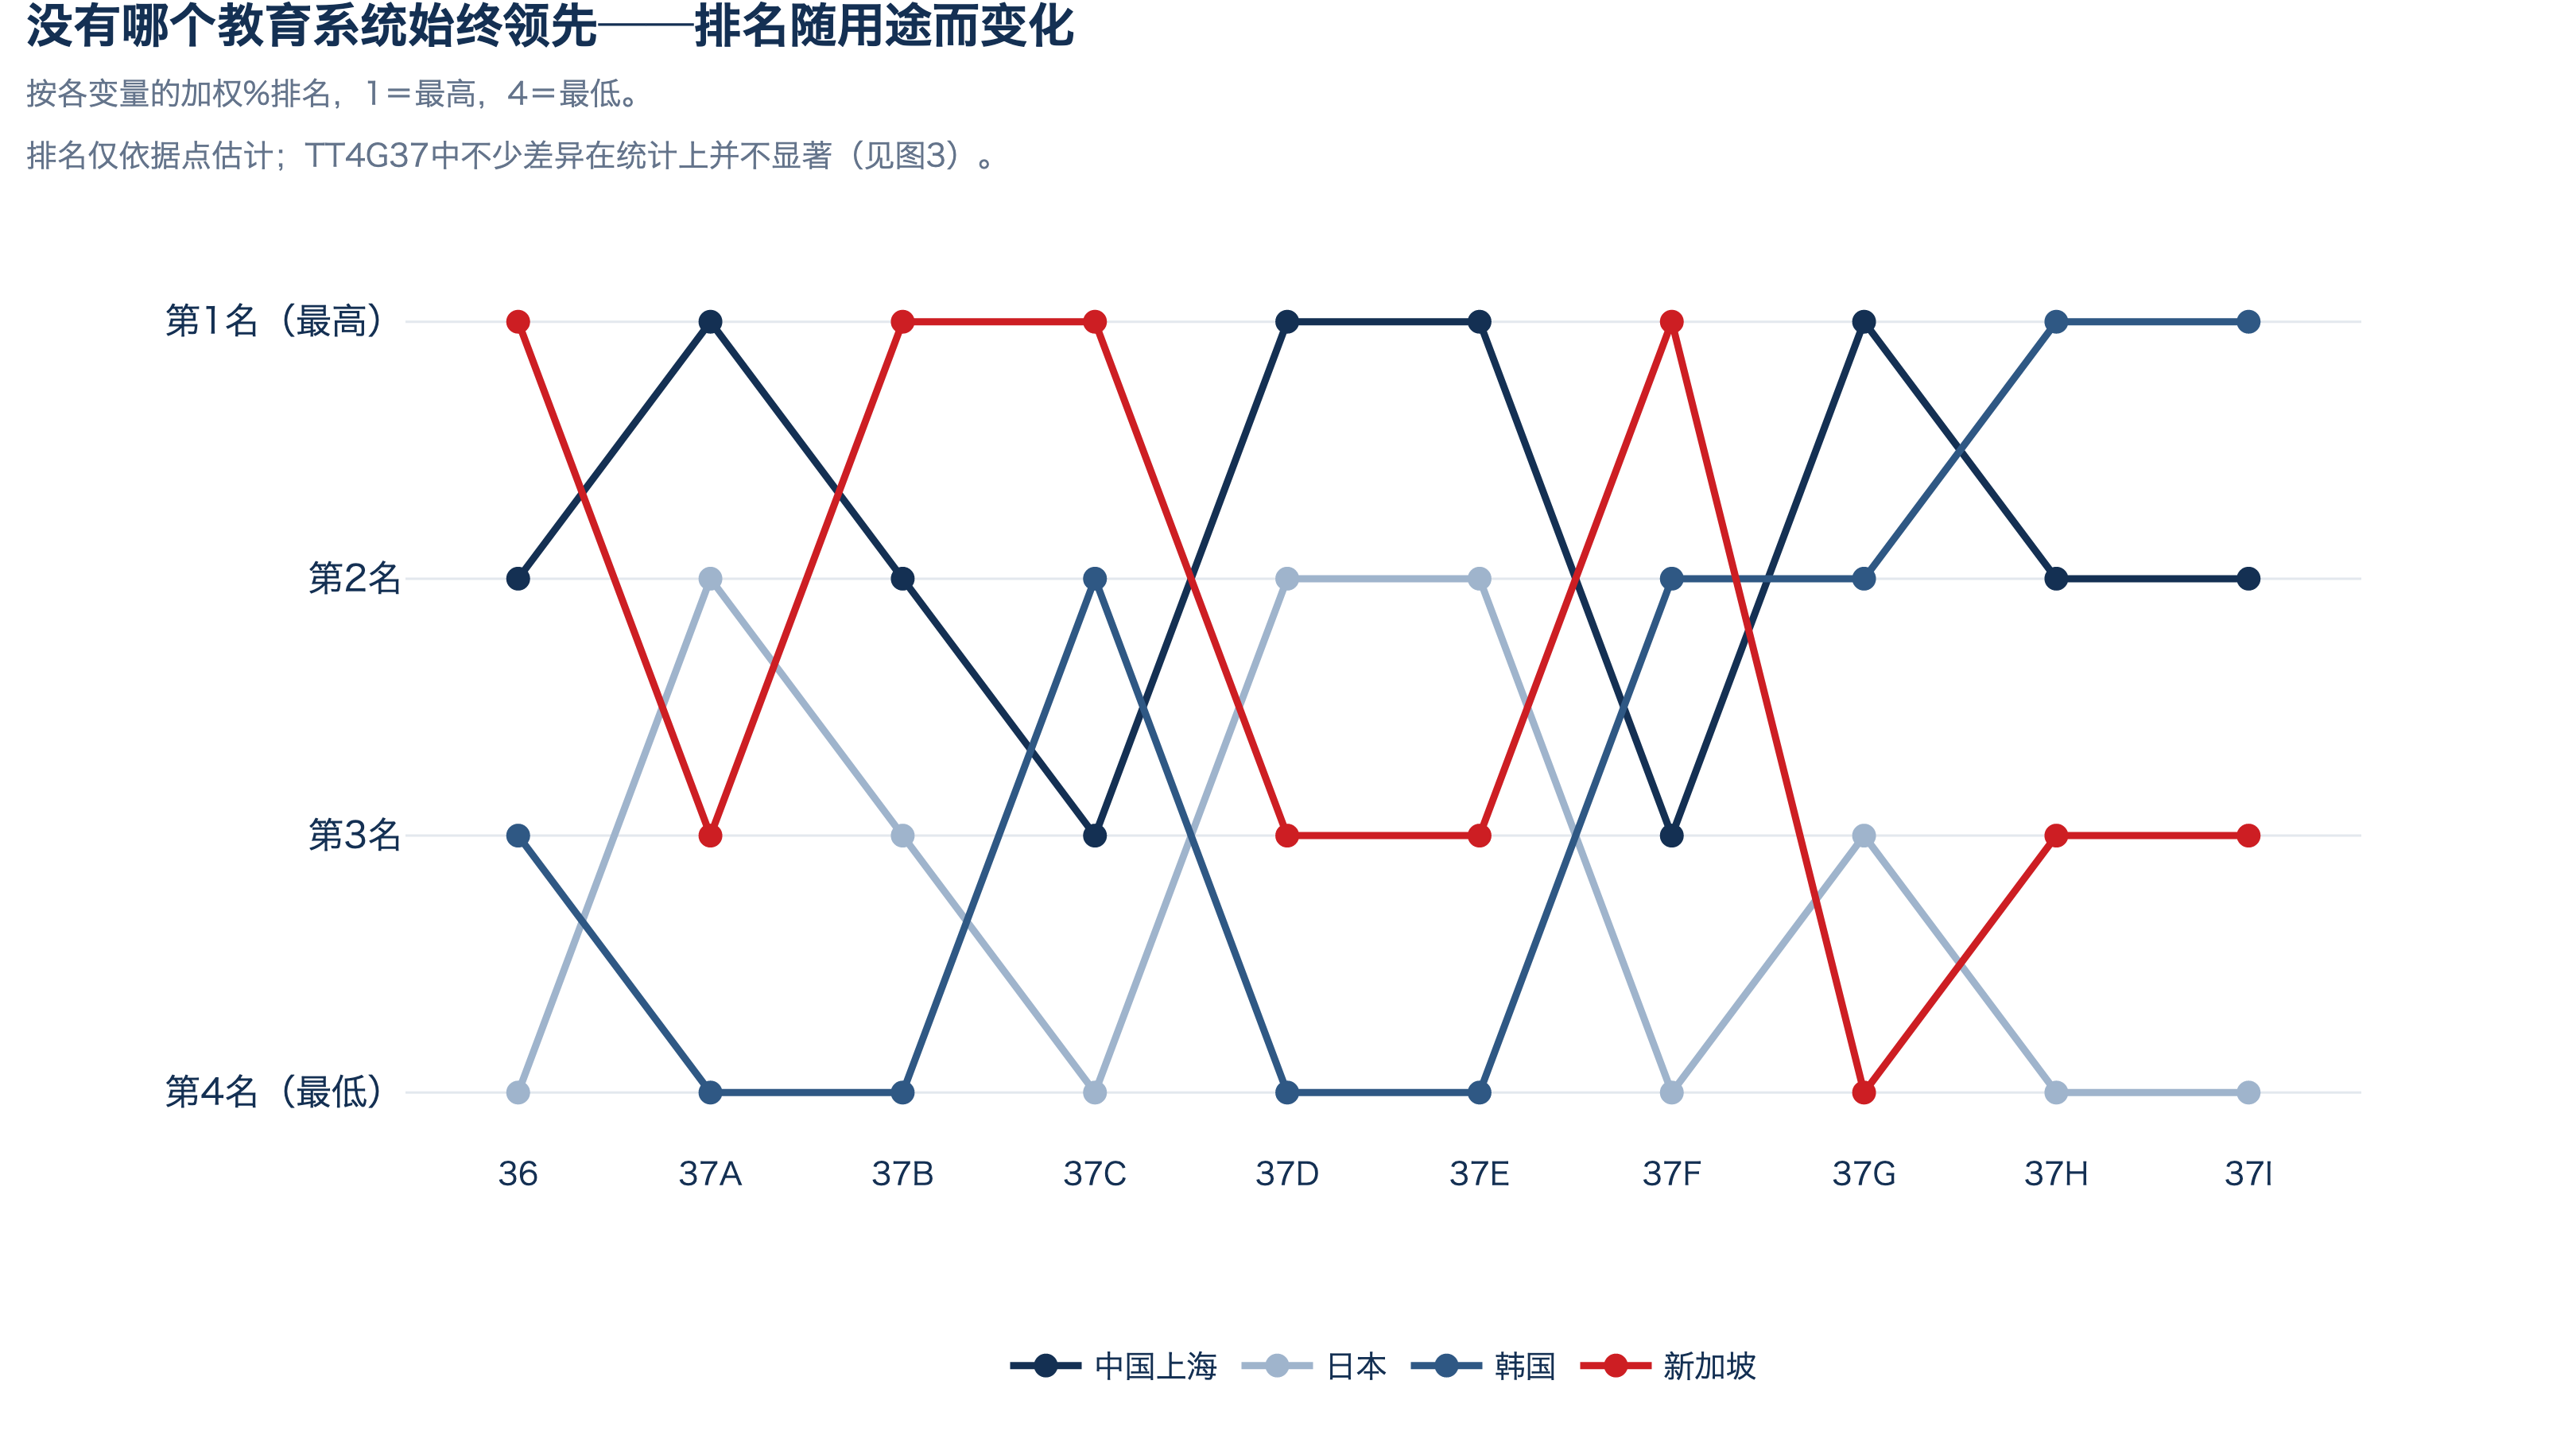 没有哪个教育系统始终领先——排名随用途而变化
按各变量的加权%排名，1＝最高，4＝最低。
排名仅依据点估计；TT4G37中不少差异在统计上并不显著（见图3）。
第1名（最高）
第2名
第3名
第4名（最低）
36 37A 37B 37C 37D 37E 37F 37G 37H 37I
中国上海 日本 韩国 新加坡